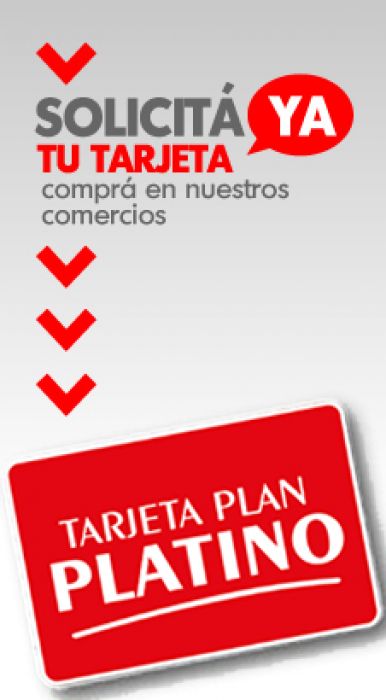 SOLICITÁ YA
TU TARJETA
comprá en nuestros
comercios
TARJETA PLAN
PLATINO